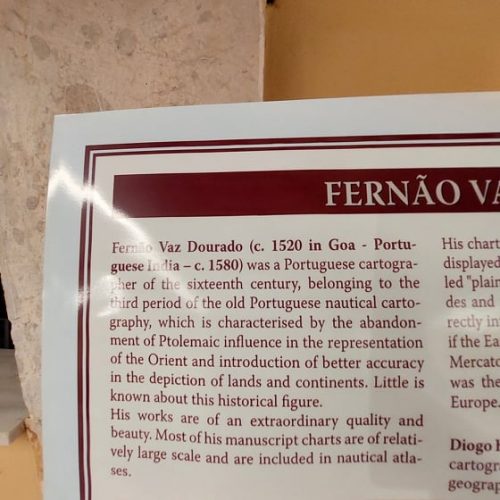 FERNÃO VA
Fernão Vaz Dourado (c. 1520 in Goa - Portu-
guese India – c. 1580) was a Portuguese cartogra-
pher of the sixteenth century, belonging to the
third period of the old Portuguese nautical carto-
graphy, which is characterised by the abandon-
ment of Ptolemaic influence in the representation
of the Orient and introduction of better accuracy
in the depiction of lands and continents. Little is
known about this historical figure.
His works are of an extraordinary quality and
beauty. Most of his manuscript charts are of relati-
vely large scale and are included in nautical atla-
ses.
His chart
displayed
led "plain
des and
rectly in
if the Ea
Mercato
was the
Europe.
Diogo
cartogr
geograp